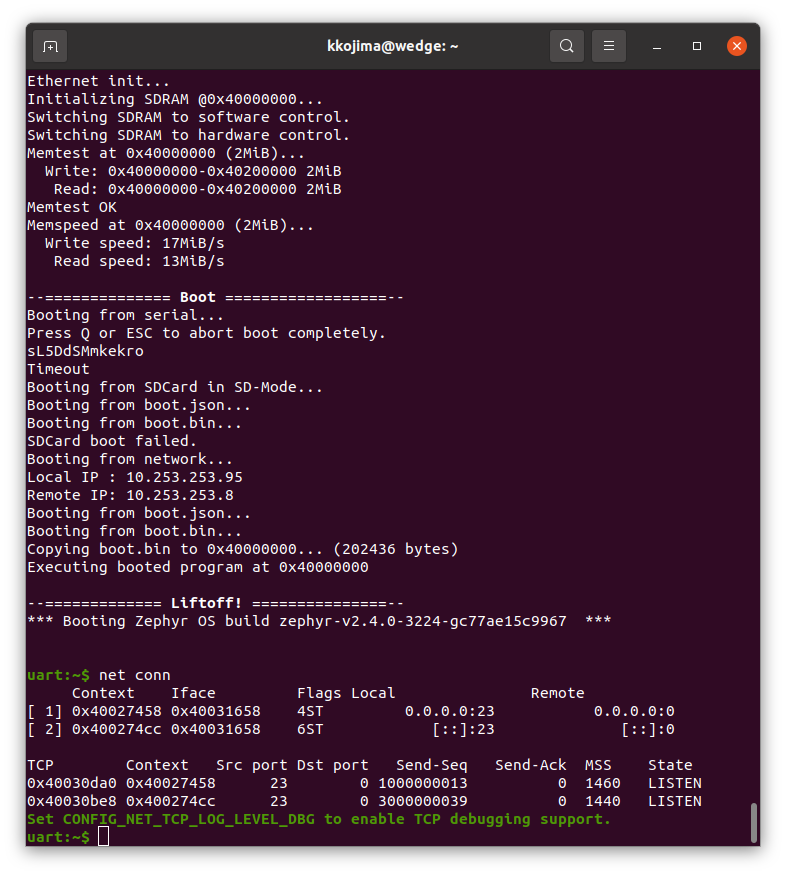 kkojima@wedge: ~
Ethernet init...
Initializing SDRAM @0x40000000...
Switching SDRAM to software control.
Switching SDRAM to hardware control.
Memtest at 0x40000000 (2MiB)...
  Write: 0x40000000-0x40200000 2MiB
   Read: 0x40000000-0x40200000 2MiB
Memtest OK
Memspeed at 0x40000000 (2MiB)...
  Write speed: 17MiB/s
   Read speed: 13MiB/s
--============== Boot ==================--
Booting from serial...
Press Q or ESC to abort boot completely.
sL5DdSMmkekro
Timeout
Booting from SDCard in SD-Mode...
Booting from boot.json...
Booting from boot.bin...
SDCard boot failed.
Booting from network...
Local IP : 10.253.253.95
Remote IP: 10.253.253.8
Booting from boot.json...
Booting from boot.bin...
Copying boot.bin to 0x40000000... (202436 bytes)
Executing booted program at 0x40000000
--============= Liftoff! ===============--
*** Booting Zephyr OS build zephyr-v2.4.0-3224-gc77ae15c9967  ***
uart:~$ net conn
     Context    Iface         Flags Local               Remote
[ 1] 0x40027458 0x40031658    4ST         0.0.0.0:23             0.0.0.0:0
[ 2] 0x400274cc 0x40031658    6ST            [::]:23                [::]:0
TCP        Context   Src port Dst port   Send-Seq   Send-Ack  MSS    State
0x40030da0 0x40027458      23        0 1000000013          0  1460   LISTEN
0x40030be8 0x400274cc      23        0 3000000039          0  1440   LISTEN
Set CONFIG_NET_TCP_LOG_LEVEL_DBG to enable TCP debugging support.
uart:~$